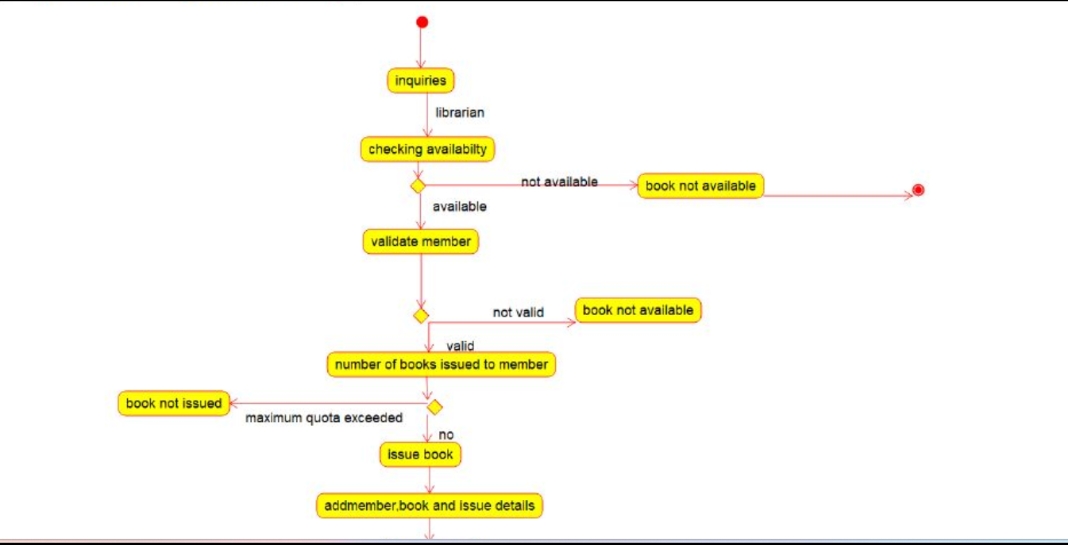 inquiries
librarian
checking availabilty
not available
book not available
available
validate member
not valid
book not available
valid
number of books issued to member
book not issued
maximum quota exceeded
no
issue book
addmember,book and issue details